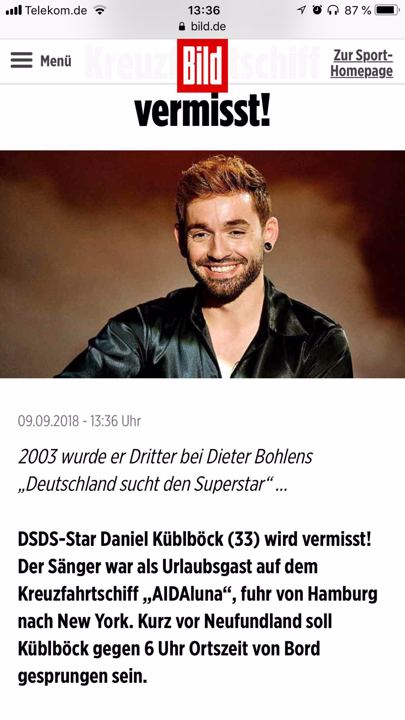 Telekom.de 13:36 87 %
bild.de
Menü
Bild
Zur Sport-
Homepage
vermisst!
09.09.2018 - 13:36 Uhr
2003 wurde er Dritter bei Dieter Bohlens
„Deutschland sucht den Superstar“ ...
DSDS-Star Daniel Küblböck (33) wird vermisst!
Der Sänger war als Urlaubsgast auf dem
Kreuzfahrtschiff „AIDAluna“, fuhr von Hamburg
nach New York. Kurz vor Neufundland soll
Küblböck gegen 6 Uhr Ortszeit von Bord
gesprungen sein.